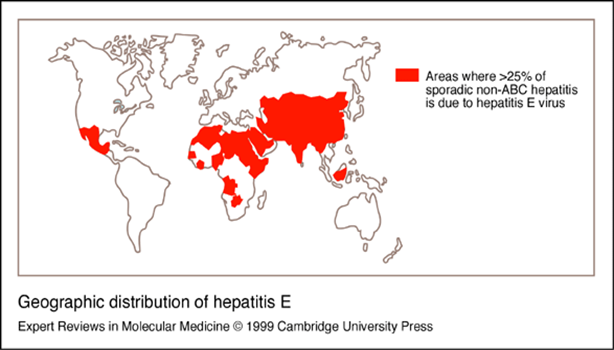 Areas where >25% of
sporadic non-ABC hepatitis
is due to hepatitis E virus
Geographic distribution of hepatitis E
Expert Reviews in Molecular Medicine © 1999 Cambridge University Press